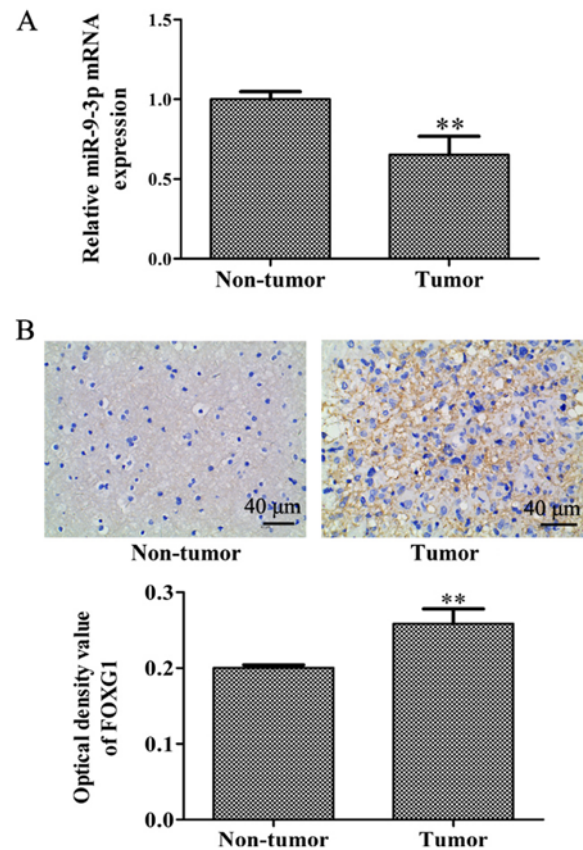 A
Relative miR-9-3p mRNA
expression
1.5
1.0
0.5
0.0
**
Non-tumor
Tumor
B
40 µm
40 µm
Non-tumor
Tumor
Optical density value
of FOXG1
0.3
0.2
0.1
0.0
**
Non-tumor
Tumor